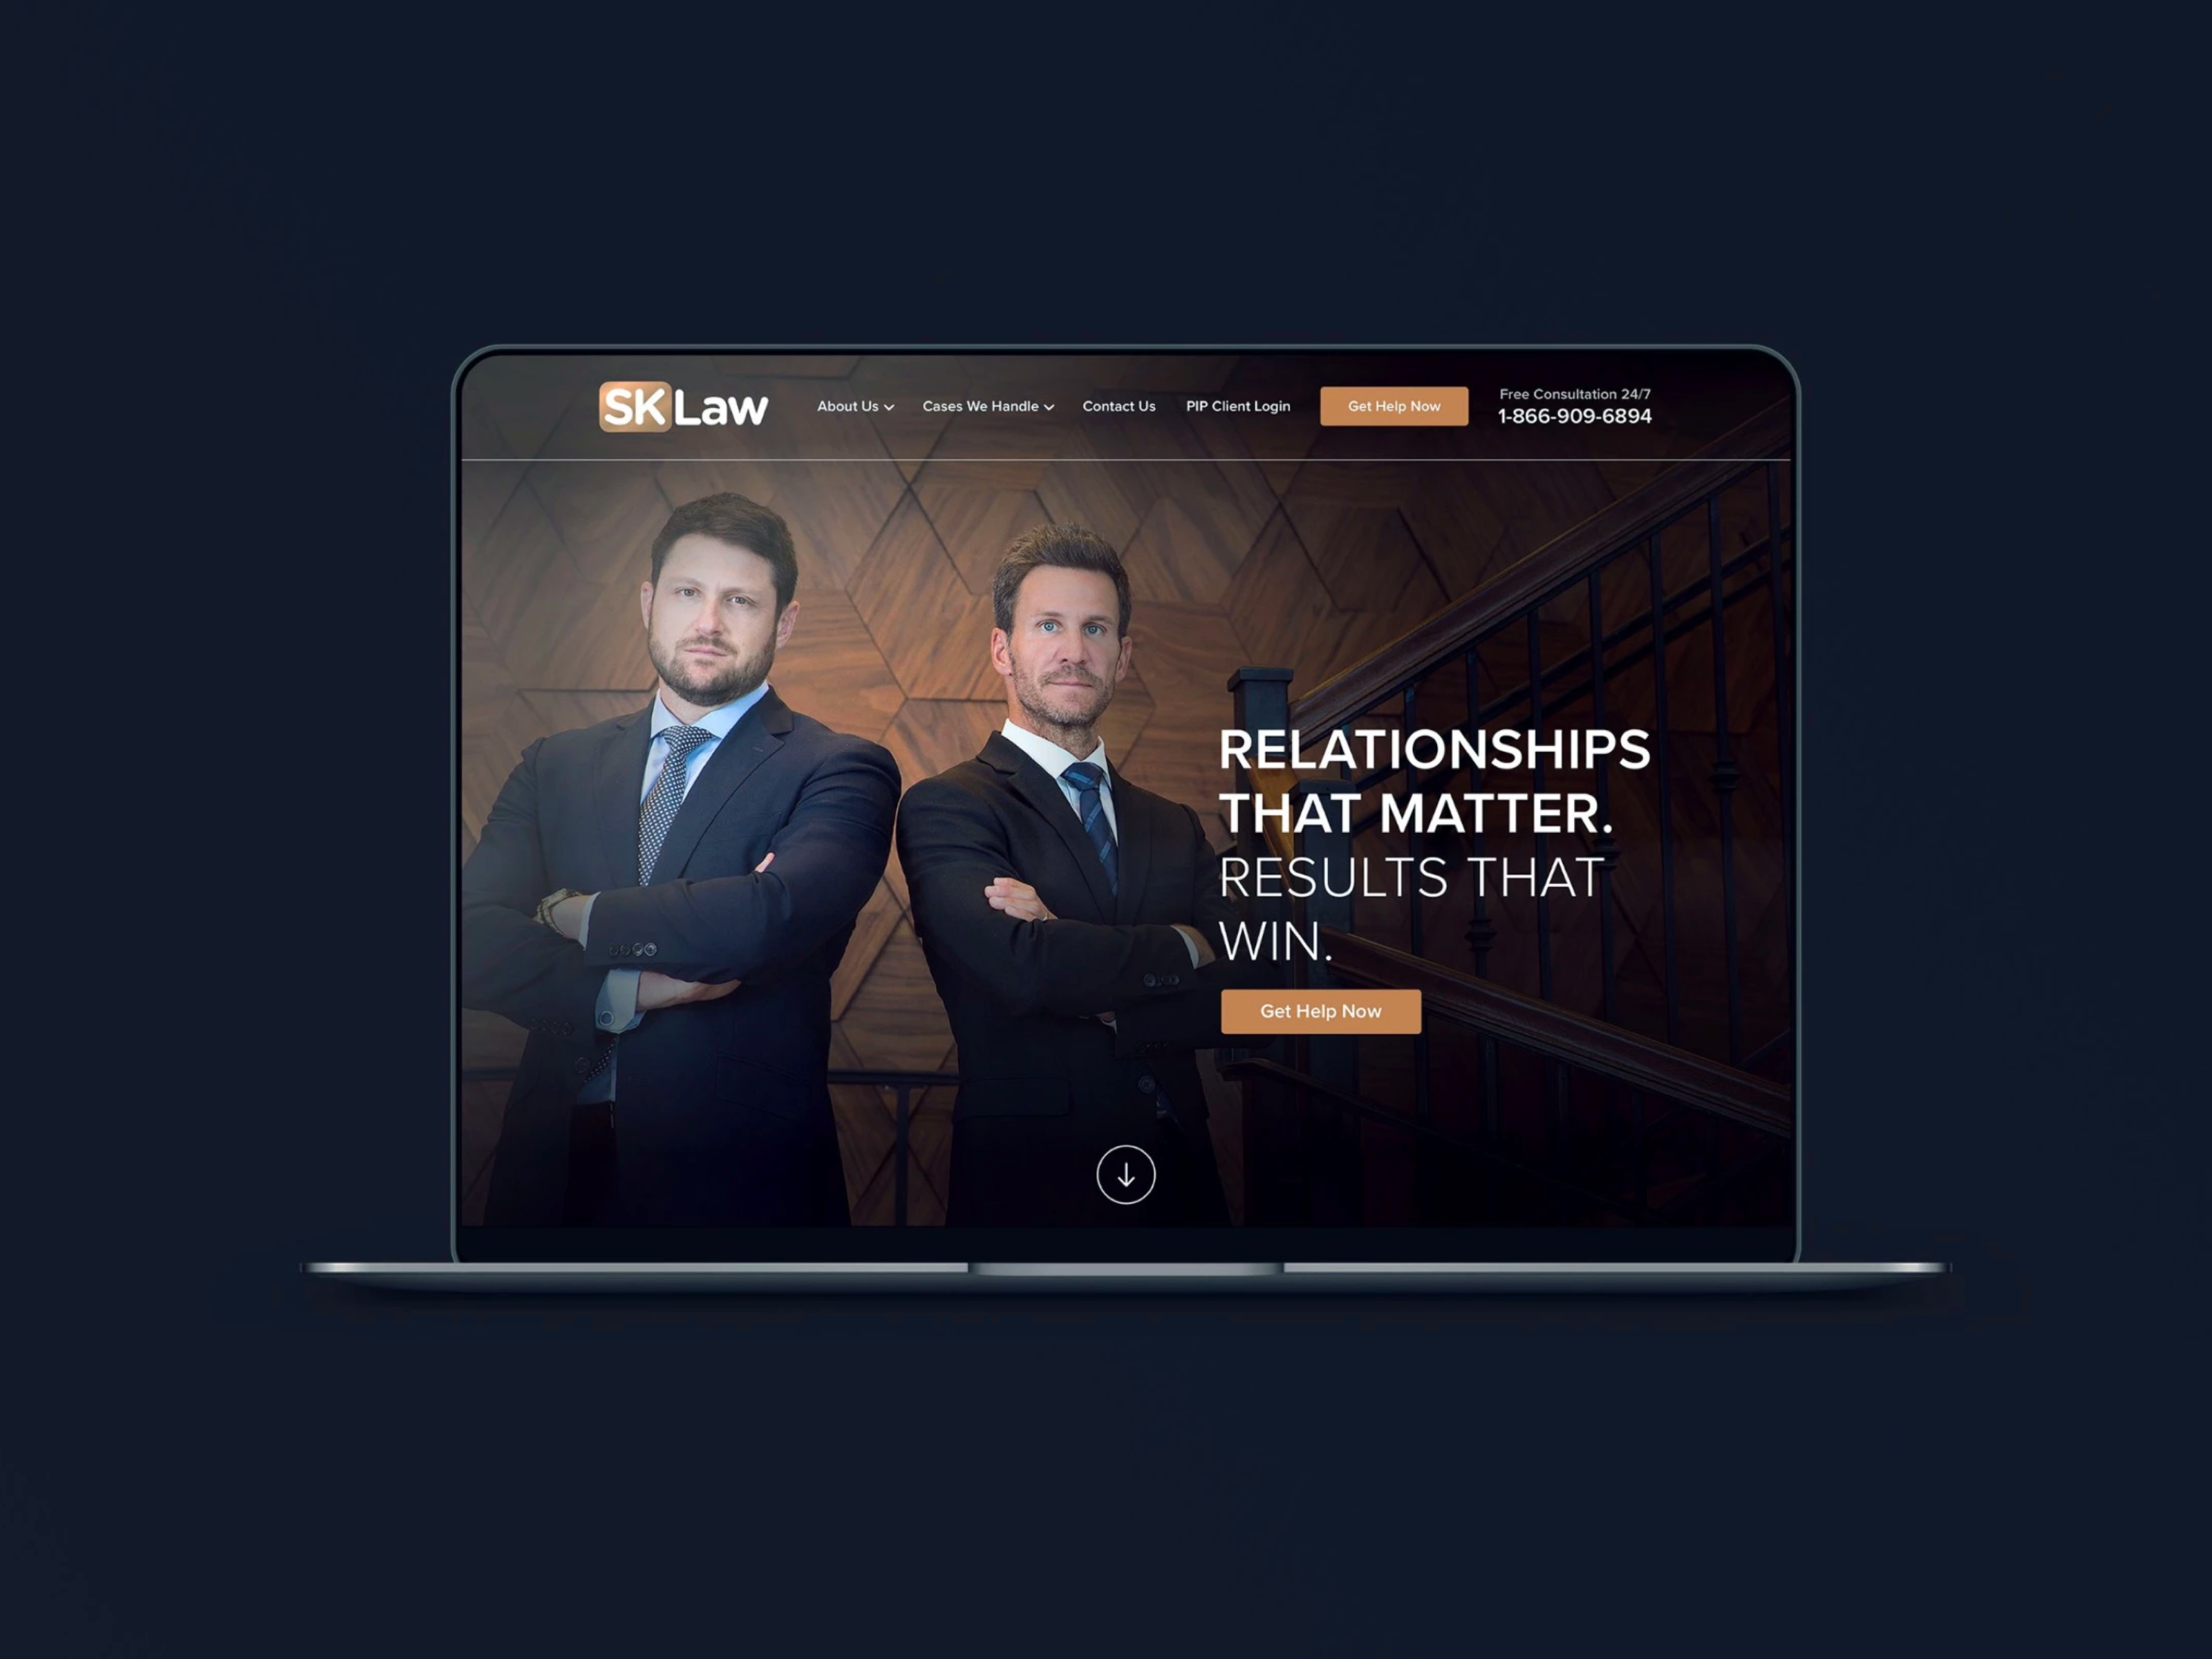 SK Law
About Us
Cases We Handle
Contact Us
PIP Client Login
Get Help Now
Free Consultation 24/7
1-866-909-6894
RELATIONSHIPS
THAT MATTER.
RESULTS THAT
WIN.
Get Help Now